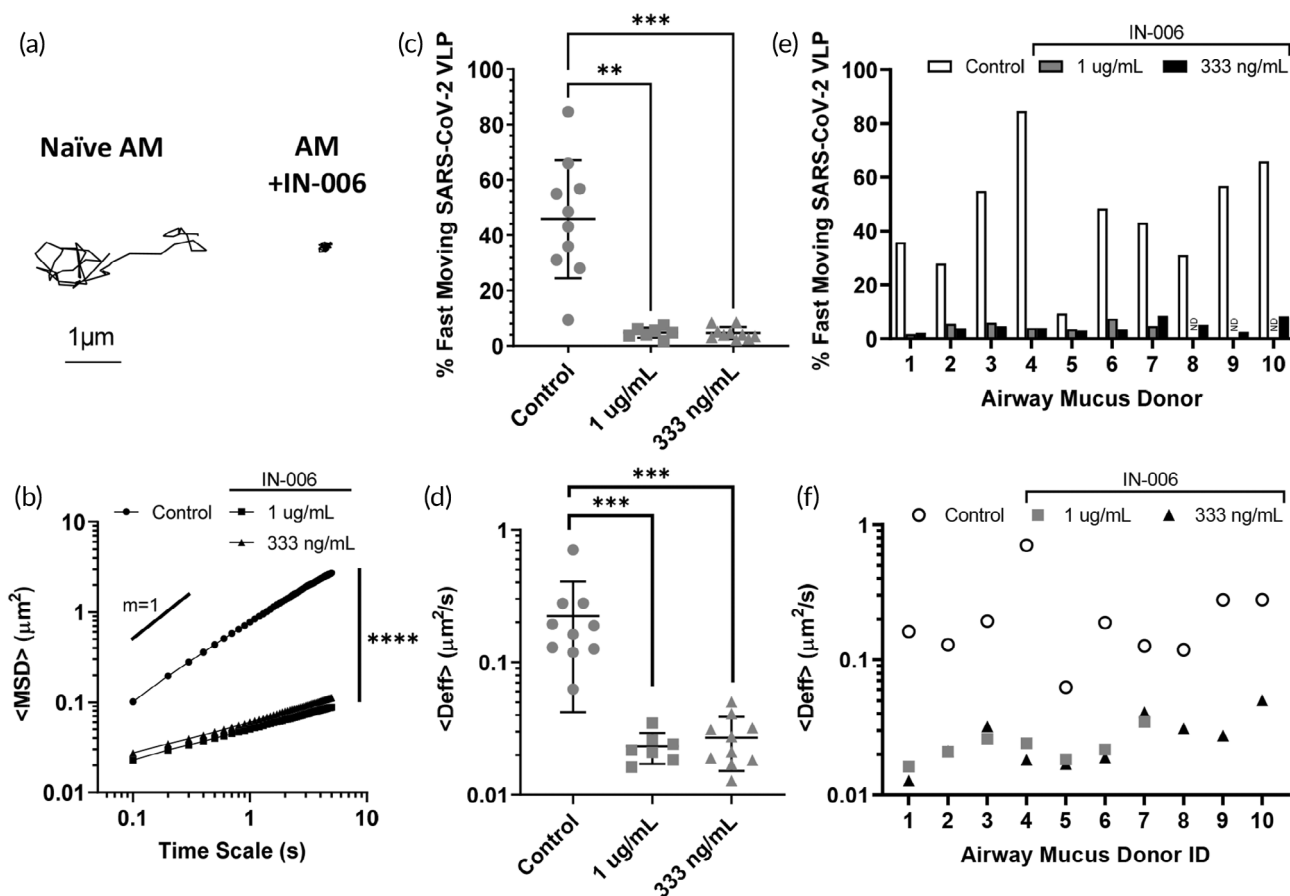 (a)
Naïve AM
AM
+IN-006
1μm
(c)
% Fast Moving SARS-CoV-2 VLP
100
80
60
40
20
0
***
**
Control
1 ug/mL
333 ng/mL
(e)
IN-006
Control
1 ug/mL
333 ng/mL
% Fast Moving SARS-CoV-2 VLP
100
80
60
40
20
0
ND
ND
ND
1 2 3 4 5 6 7 8 9 10
Airway Mucus Donor
(b)
IN-006
Control
1 ug/mL
333 ng/mL
<MSD> (μm²)
10
1
0.1
0.01
m=1
****
0.1 1 10
Time Scale (s)
(d)
<Deff> (μm²/s)
1
0.1
0.01
***
***
Control
1 ug/mL
333 ng/mL
(f)
IN-006
Control
1 ug/mL
333 ng/mL
<Deff> (μm²/s)
1
0.1
0.01
1 2 3 4 5 6 7 8 9 10
Airway Mucus Donor ID